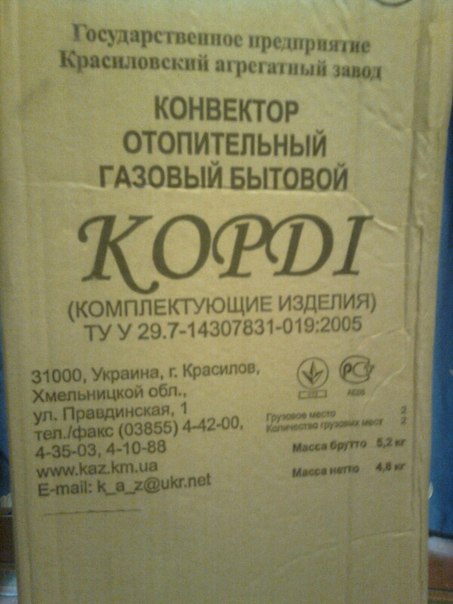 Государственное предприятие
Красиловский агрегатный завод
КОНВЕКТОР
ОТОПИТЕЛЬНЫЙ
ГАЗОВЫЙ БЫТОВОЙ
КОРДІ
(КОМПЛЕКТУЮЩИЕ ИЗДЕЛИЯ)
ТУ У 29.7-14307831-019:2005
31000, Украина, г. Красилов,
Хмельницкой обл.,
ул. Правдинская, 1
тел./факс (03855) 4-42-00,
4-35-03, 4-10-88
www.kaz.km.ua
E-mail: k_a_z@ukr.net
РСТ
Грузовое место 2
Количество грузових мест 2
Масса брутто 5,2 кг
Масса нетто 4,8 кг